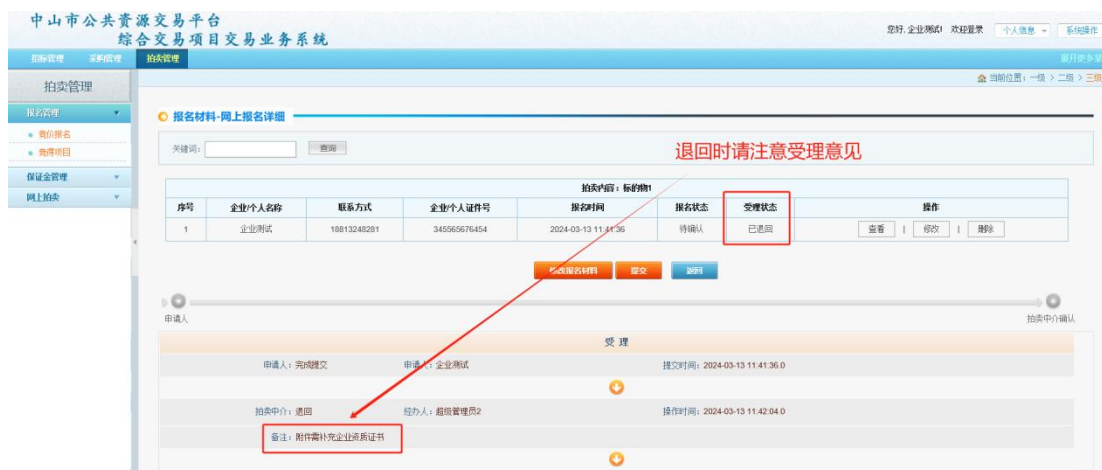 中山市公共资源交易平台
综合交易项目交易业务系统
您好, 企业测试! 欢迎登录 个人信息 系统操作
招标管理 采购管理 拍卖管理 展开更多菜
拍卖管理 当前位置：一级 > 二级 > 三级
报名管理
竞价报名
竞得项目
保证金管理
网上拍卖
报名材料-网上报名详细
关键词： 查询
退回时请注意受理意见
拍卖内容：标的物1
序号 企业/个人名称 联系方式 企业/个人证件号 报名时间 报名状态 受理状态 操作
1 企业测试 18813248281 345565676454 2024-03-13 11:41:36 待确认 已退回 查看 | 修改 | 删除
修改报名材料 提交 返回
申请人 拍卖中介确认
受 理
申请人：完成提交 申请人：企业测试 提交时间：2024-03-13 11:41:36.0
拍卖中介：退回 经办人：超级管理员2 操作时间：2024-03-13 11:42:04.0
备注：附件需补充企业资质证书